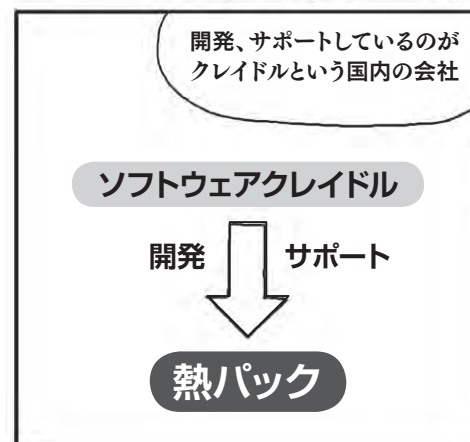 開発、サポートしているのが
クレイドルという国内の会社
ソフトウェアクレイドル
開発 サポート
熱パック